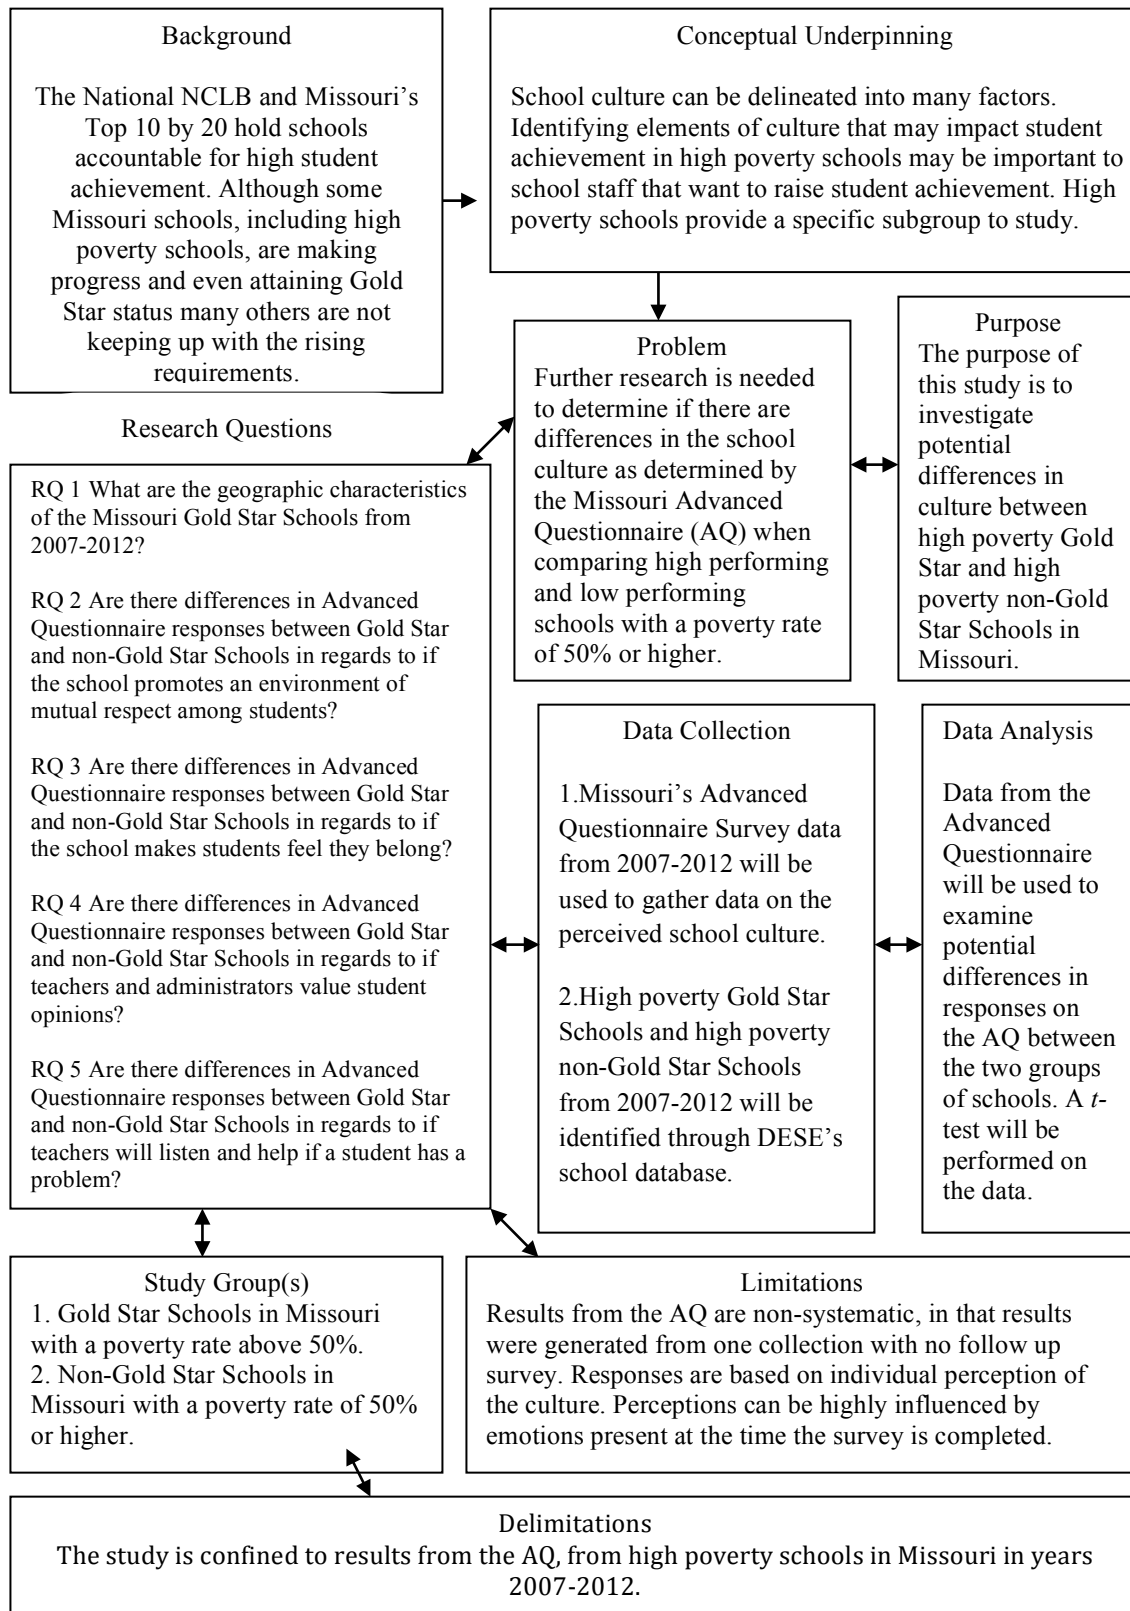 Background
The National NCLB and Missouri's
Top 10 by 20 hold schools
accountable for high student
achievement. Although some
Missouri schools, including high
poverty schools, are making
progress and even attaining Gold
Star status many others are not
keeping up with the rising
requirements.
Conceptual Underpinning
School culture can be delineated into many factors.
Identifying elements of culture that may impact student
achievement in high poverty schools may be important to
school staff that want to raise student achievement. High
poverty schools provide a specific subgroup to study.
Problem
Further research is needed
to determine if there are
differences in the school
culture as determined by
the Missouri Advanced
Questionnaire (AQ) when
comparing high performing
and low performing
schools with a poverty rate
of 50% or higher.
Purpose
The purpose of
this study is to
investigate
potential
differences in
culture between
high poverty Gold
Star and high
poverty non-Gold
Star Schools in
Missouri.
Research Questions
RQ 1 What are the geographic characteristics
of the Missouri Gold Star Schools from
2007-2012?
RQ 2 Are there differences in Advanced
Questionnaire responses between Gold Star
and non-Gold Star Schools in regards to if
the school promotes an environment of
mutual respect among students?
RQ 3 Are there differences in Advanced
Questionnaire responses between Gold Star
and non-Gold Star Schools in regards to if
the school makes students feel they belong?
RQ 4 Are there differences in Advanced
Questionnaire responses between Gold Star
and non-Gold Star Schools in regards to if
teachers and administrators value student
opinions?
RQ 5 Are there differences in Advanced
Questionnaire responses between Gold Star
and non-Gold Star Schools in regards to if
teachers will listen and help if a student has a
problem?
Data Collection
1.Missouri's Advanced
Questionnaire Survey data
from 2007-2012 will be
used to gather data on the
perceived school culture.
2.High poverty Gold Star
Schools and high poverty
non-Gold Star Schools
from 2007-2012 will be
identified through DESE's
school database.
Data Analysis
Data from the
Advanced
Questionnaire
will be used to
examine
potential
differences in
responses on
the AQ between
the two groups
of schools. A t-
test will be
performed on
the data.
Study Group(s)
1. Gold Star Schools in Missouri
with a poverty rate above 50%.
2. Non-Gold Star Schools in
Missouri with a poverty rate of 50%
or higher.
Limitations
Results from the AQ are non-systematic, in that results
were generated from one collection with no follow up
survey. Responses are based on individual perception of
the culture. Perceptions can be highly influenced by
emotions present at the time the survey is completed.
Delimitations
The study is confined to results from the AQ, from high poverty schools in Missouri in years
2007-2012.